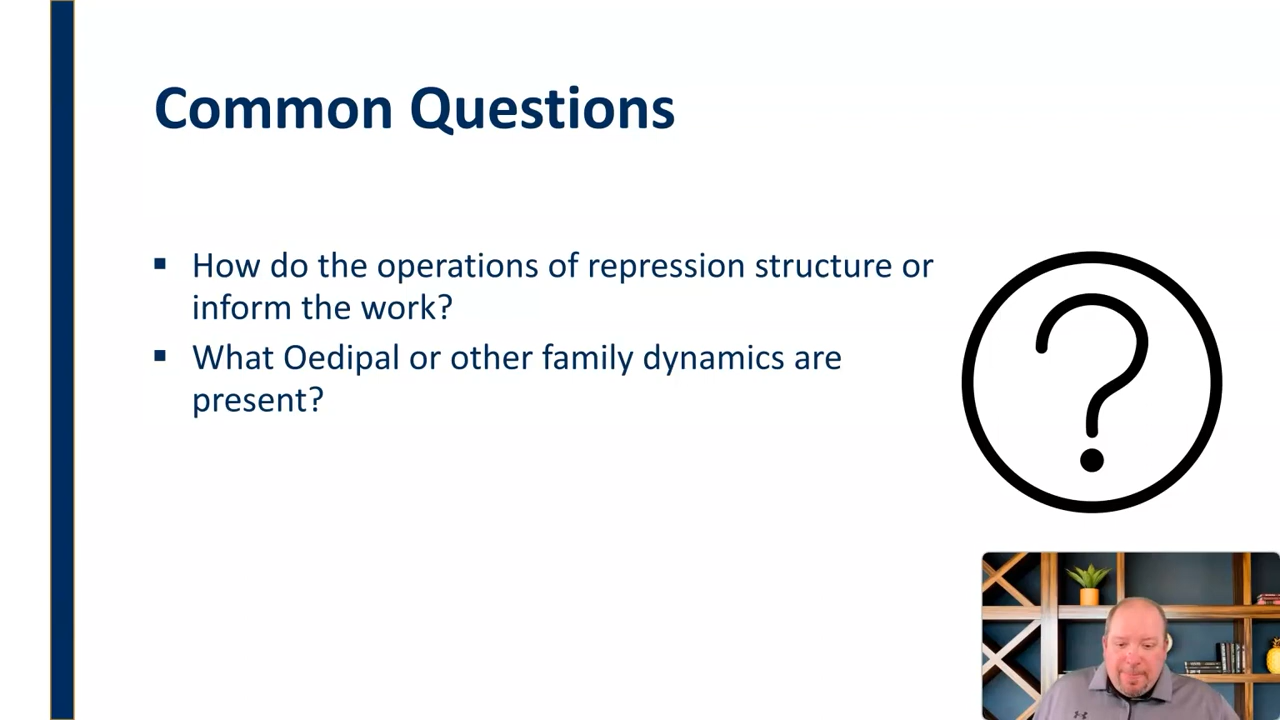 Common Questions
▪ How do the operations of repression structure or
inform the work?
▪ What Oedipal or other family dynamics are
present?